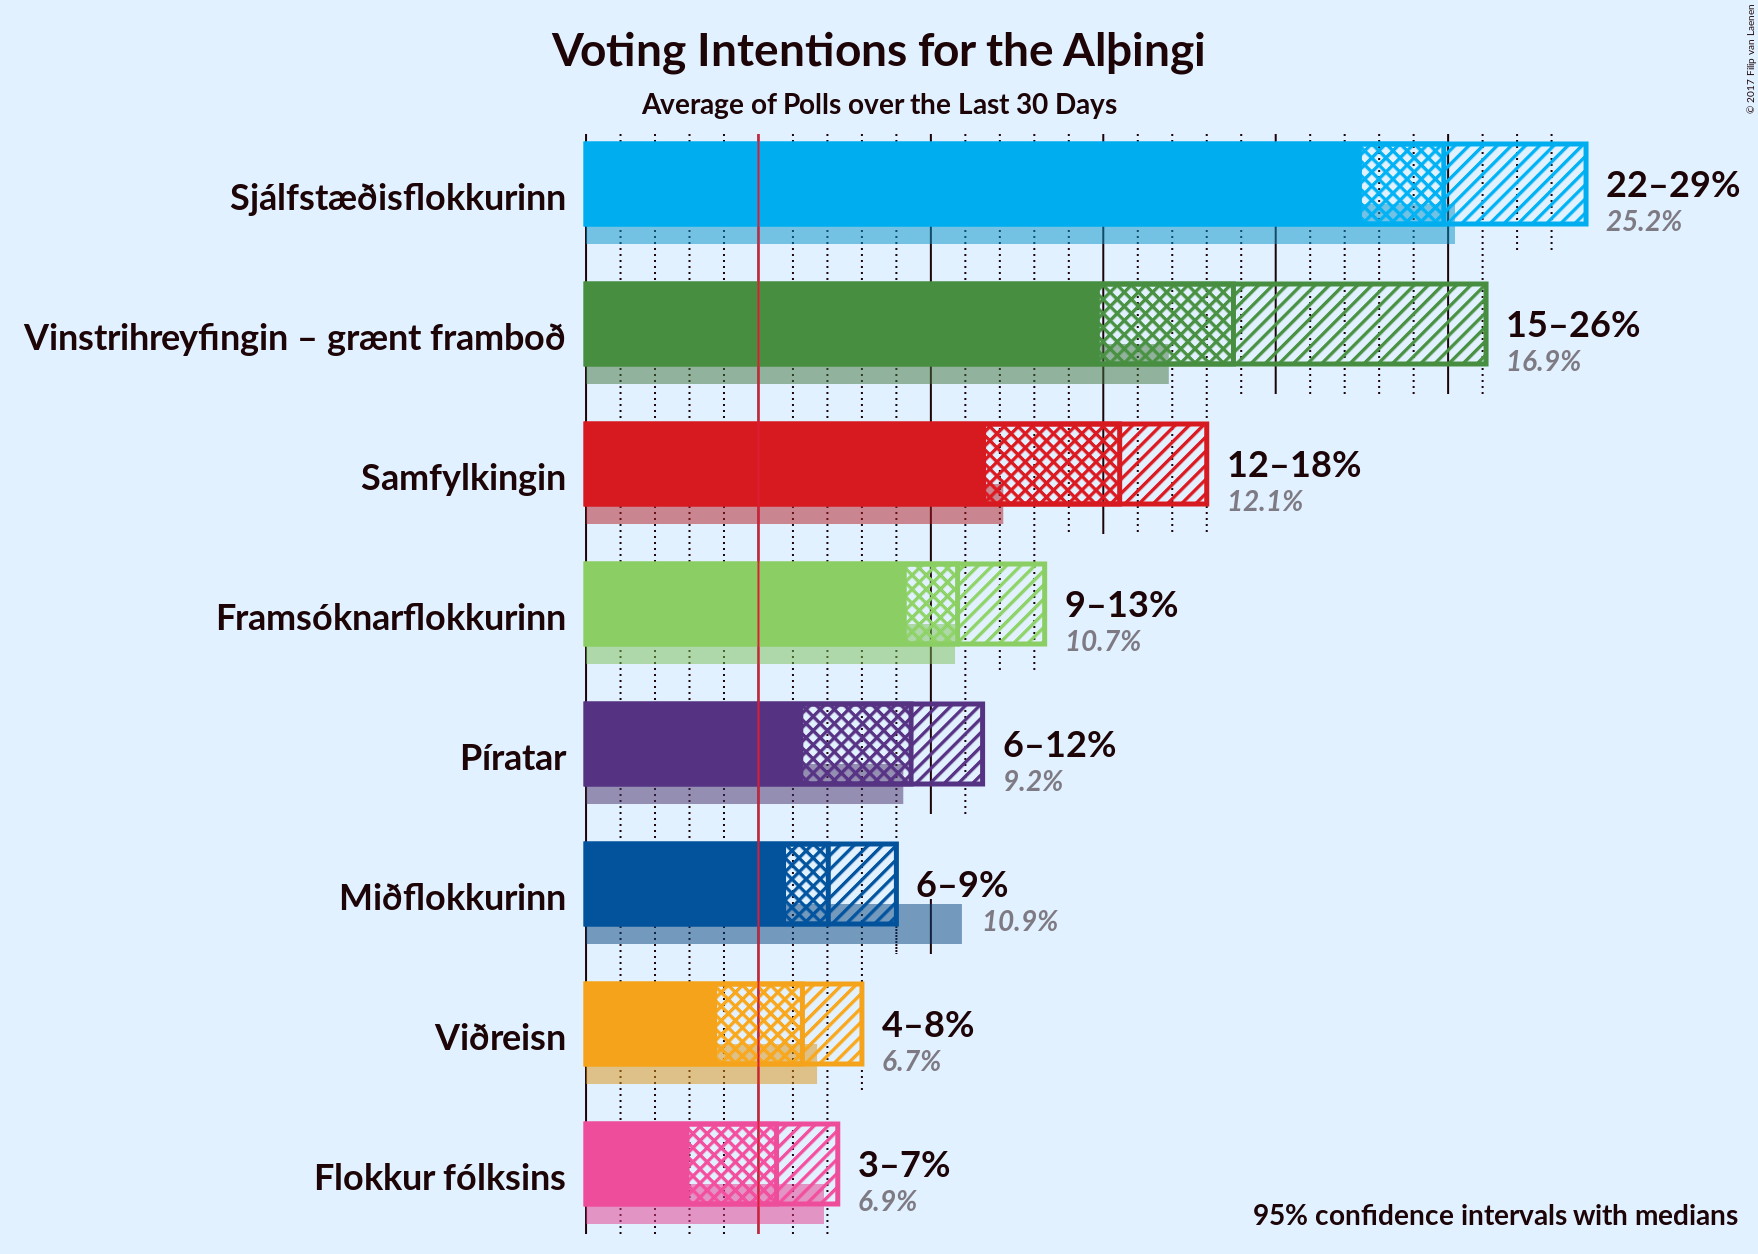 © 2017 Filip van Laenen
Voting Intentions for the Alþingi
Average of Polls over the Last 30 Days
Sjálfstæðisflokkurinn
22–29%
25.2%
Vinstrihreyfingin – grænt framboð
15–26%
16.9%
Samfylkingin
12–18%
12.1%
Framsóknarflokkurinn
9–13%
10.7%
Píratar
6–12%
9.2%
Miðflokkurinn
6–9%
10.9%
Viðreisn
4–8%
6.7%
Flokkur fólksins
3–7%
6.9%
95% confidence intervals with medians